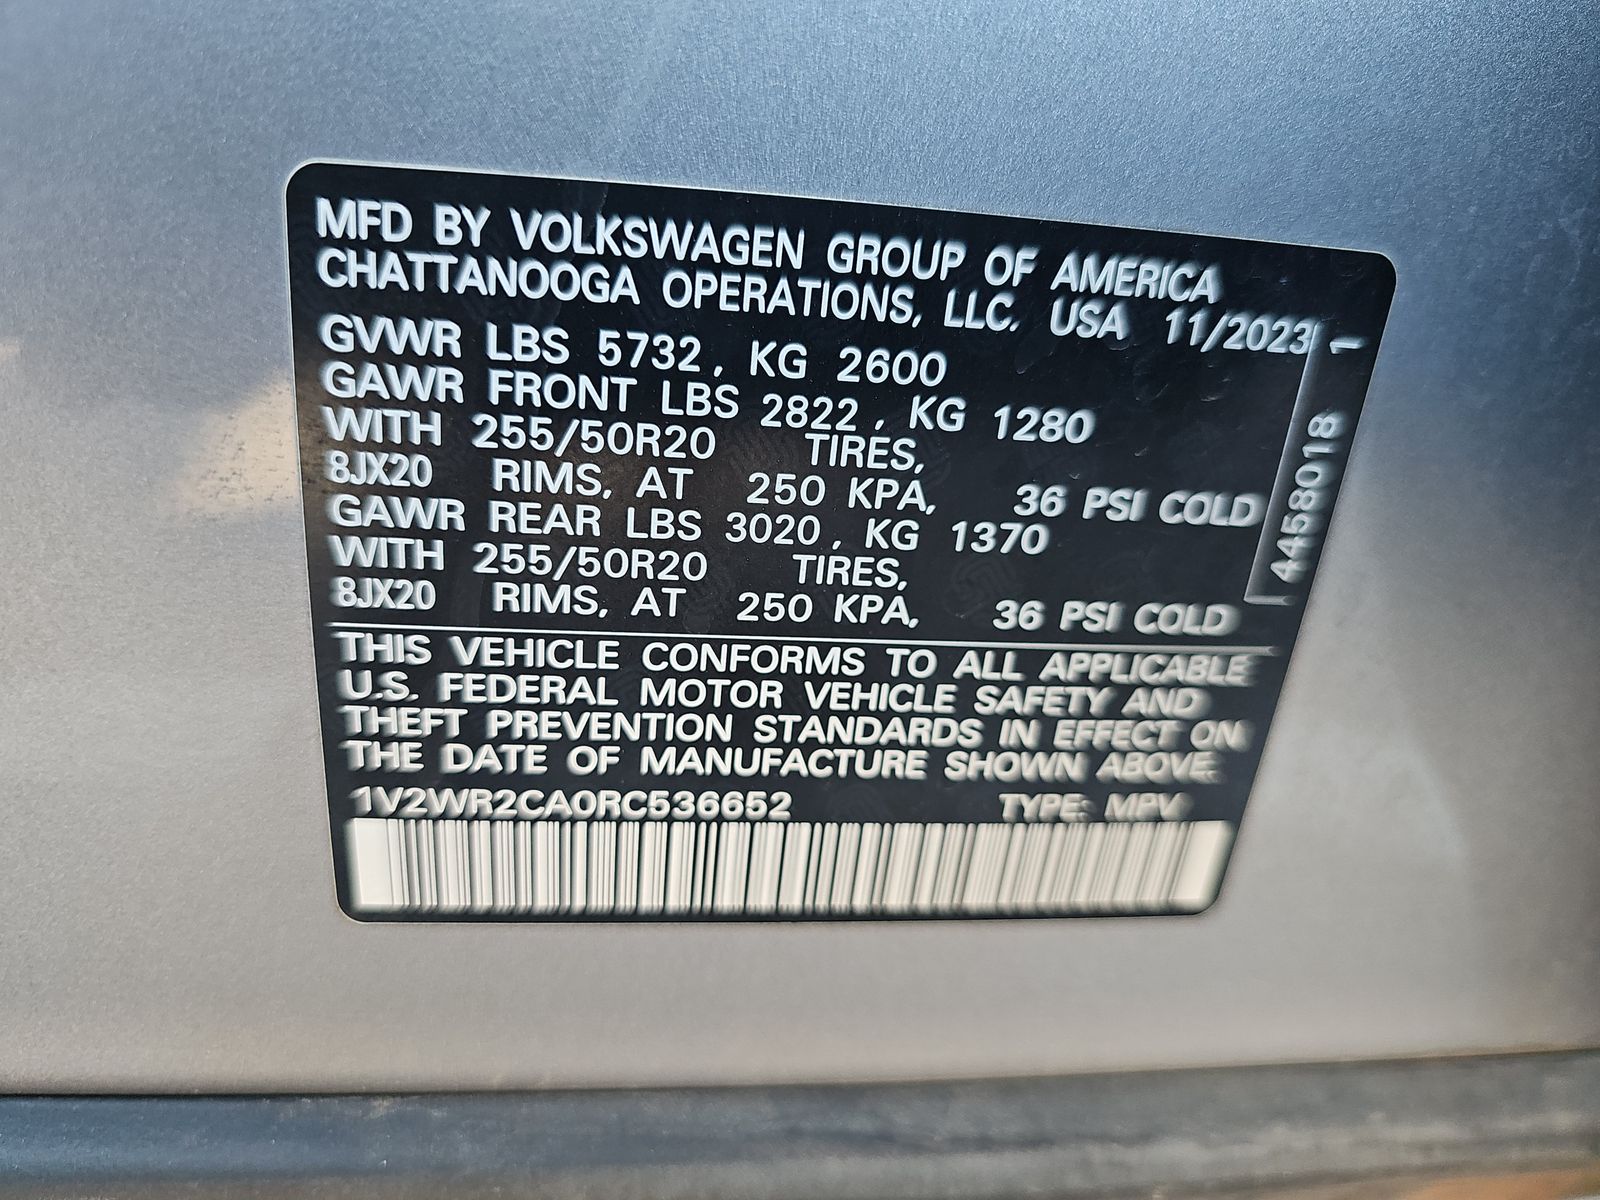 MFD BY VOLKSWAGEN GROUP OF AMERICA
CHATTANOOGA OPERATIONS, LLC. USA 11/2023
GVWR LBS 5732, KG 2600
GAWR FRONT LBS 2822, KG 1280
WITH 255/50R20 TIRES,
8JX20 RIMS, AT 250 KPA, 36 PSI COLD
GAWR REAR LBS 3020, KG 1370
WITH 255/50R20 TIRES,
8JX20 RIMS, AT 250 KPA, 36 PSI COLD
THIS VEHICLE CONFORMS TO ALL APPLICABLE
U.S. FEDERAL MOTOR VEHICLE SAFETY AND
THEFT PREVENTION STANDARDS IN EFFECT ON
THE DATE OF MANUFACTURE SHOWN ABOVE.
1V2WR2CA0RC536652 TYPE: MPV
4458018 1